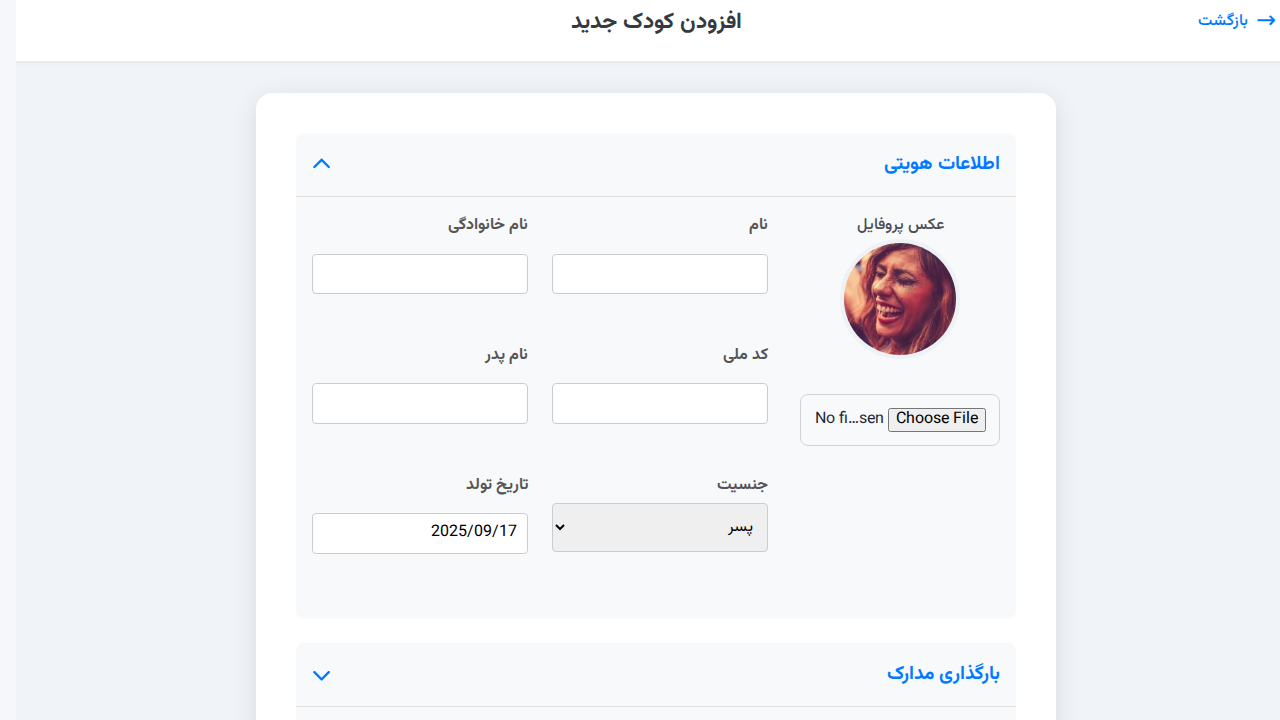 بازگشت
افزودن کودک جدید
اطلاعات هویتی
عکس پروفایل
نام
نام خانوادگی
کد ملی
نام پدر
Choose File No fi...sen
جنسیت
تاریخ تولد
پسر
2025/09/17
بارگذاری مدارک